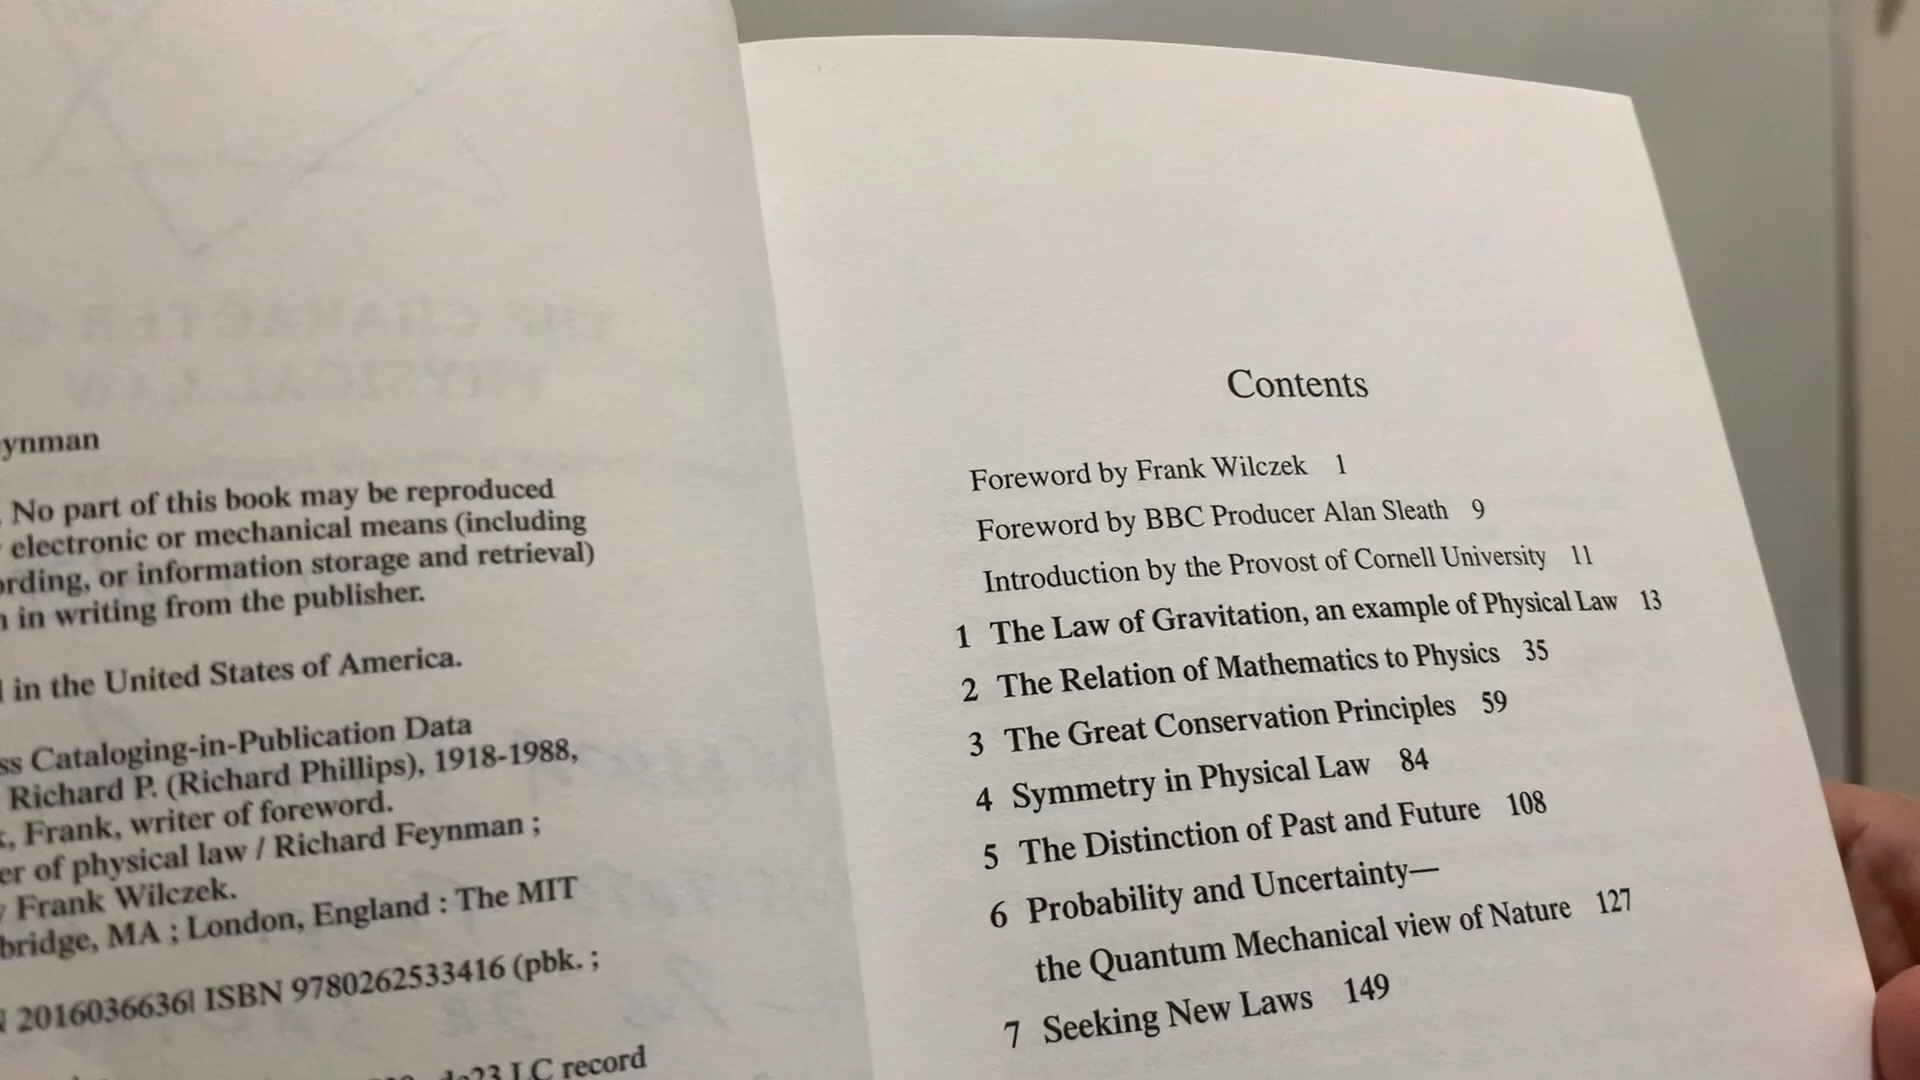 ynman
No part of this book may be reproduced
electronic or mechanical means (including
rding, or information storage and retrieval)
in writing from the publisher.
in the United States of America.
ss Cataloging-in-Publication Data
Richard P. (Richard Phillips), 1918-1988,
, Frank, writer of foreword.
er of physical law / Richard Feynman ;
Frank Wilczek.
bridge, MA ; London, England : The MIT
2016036636| ISBN 9780262533416 (pbk. ;
LC record
Contents
Foreword by Frank Wilczek 1
Foreword by BBC Producer Alan Sleath 9
Introduction by the Provost of Cornell University 11
1 The Law of Gravitation, an example of Physical Law 13
2 The Relation of Mathematics to Physics 35
3 The Great Conservation Principles 59
4 Symmetry in Physical Law 84
5 The Distinction of Past and Future 108
6 Probability and Uncertainty—
the Quantum Mechanical view of Nature 127
7 Seeking New Laws 149